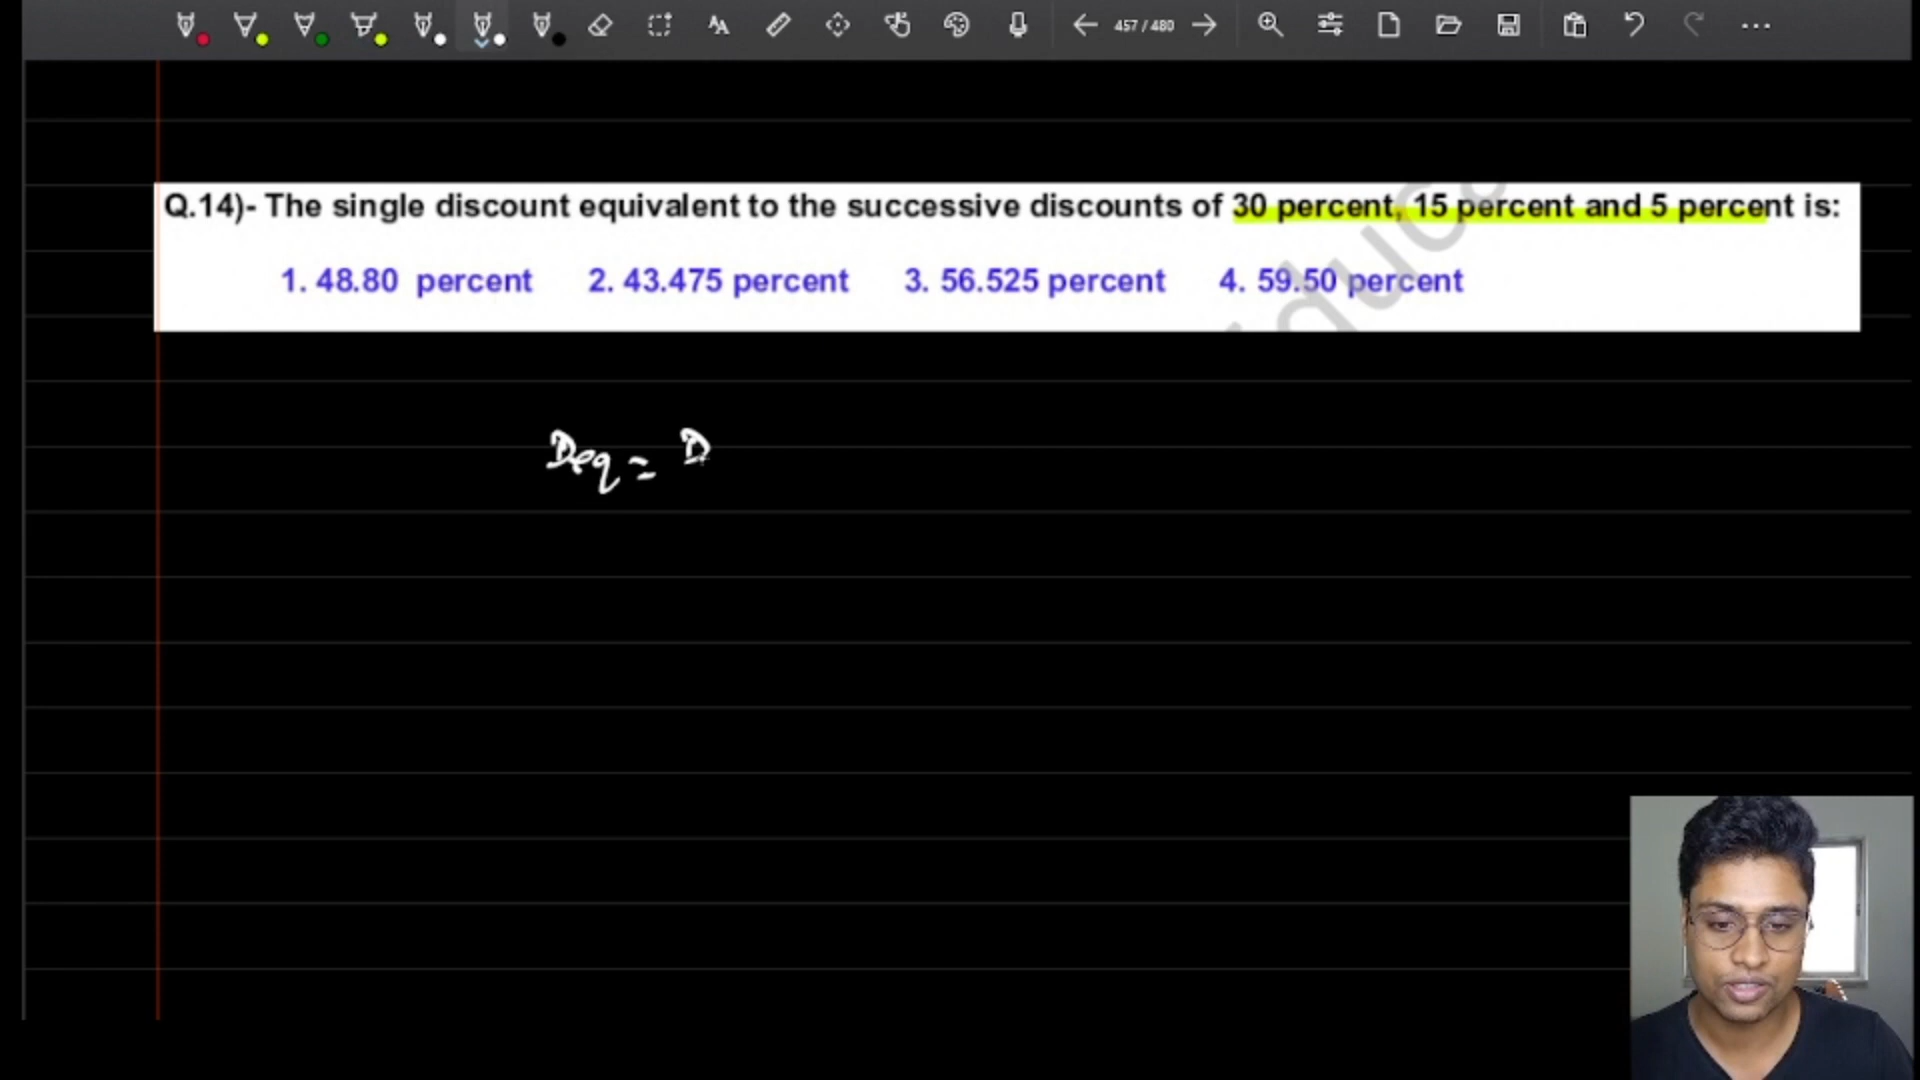 457 / 480
Q.14)- The single discount equivalent to the successive discounts of 30 percent, 15 percent and 5 percent is:
1. 48.80 percent 2. 43.475 percent 3. 56.525 percent 4. 59.50 percent
Educa
Deq = D